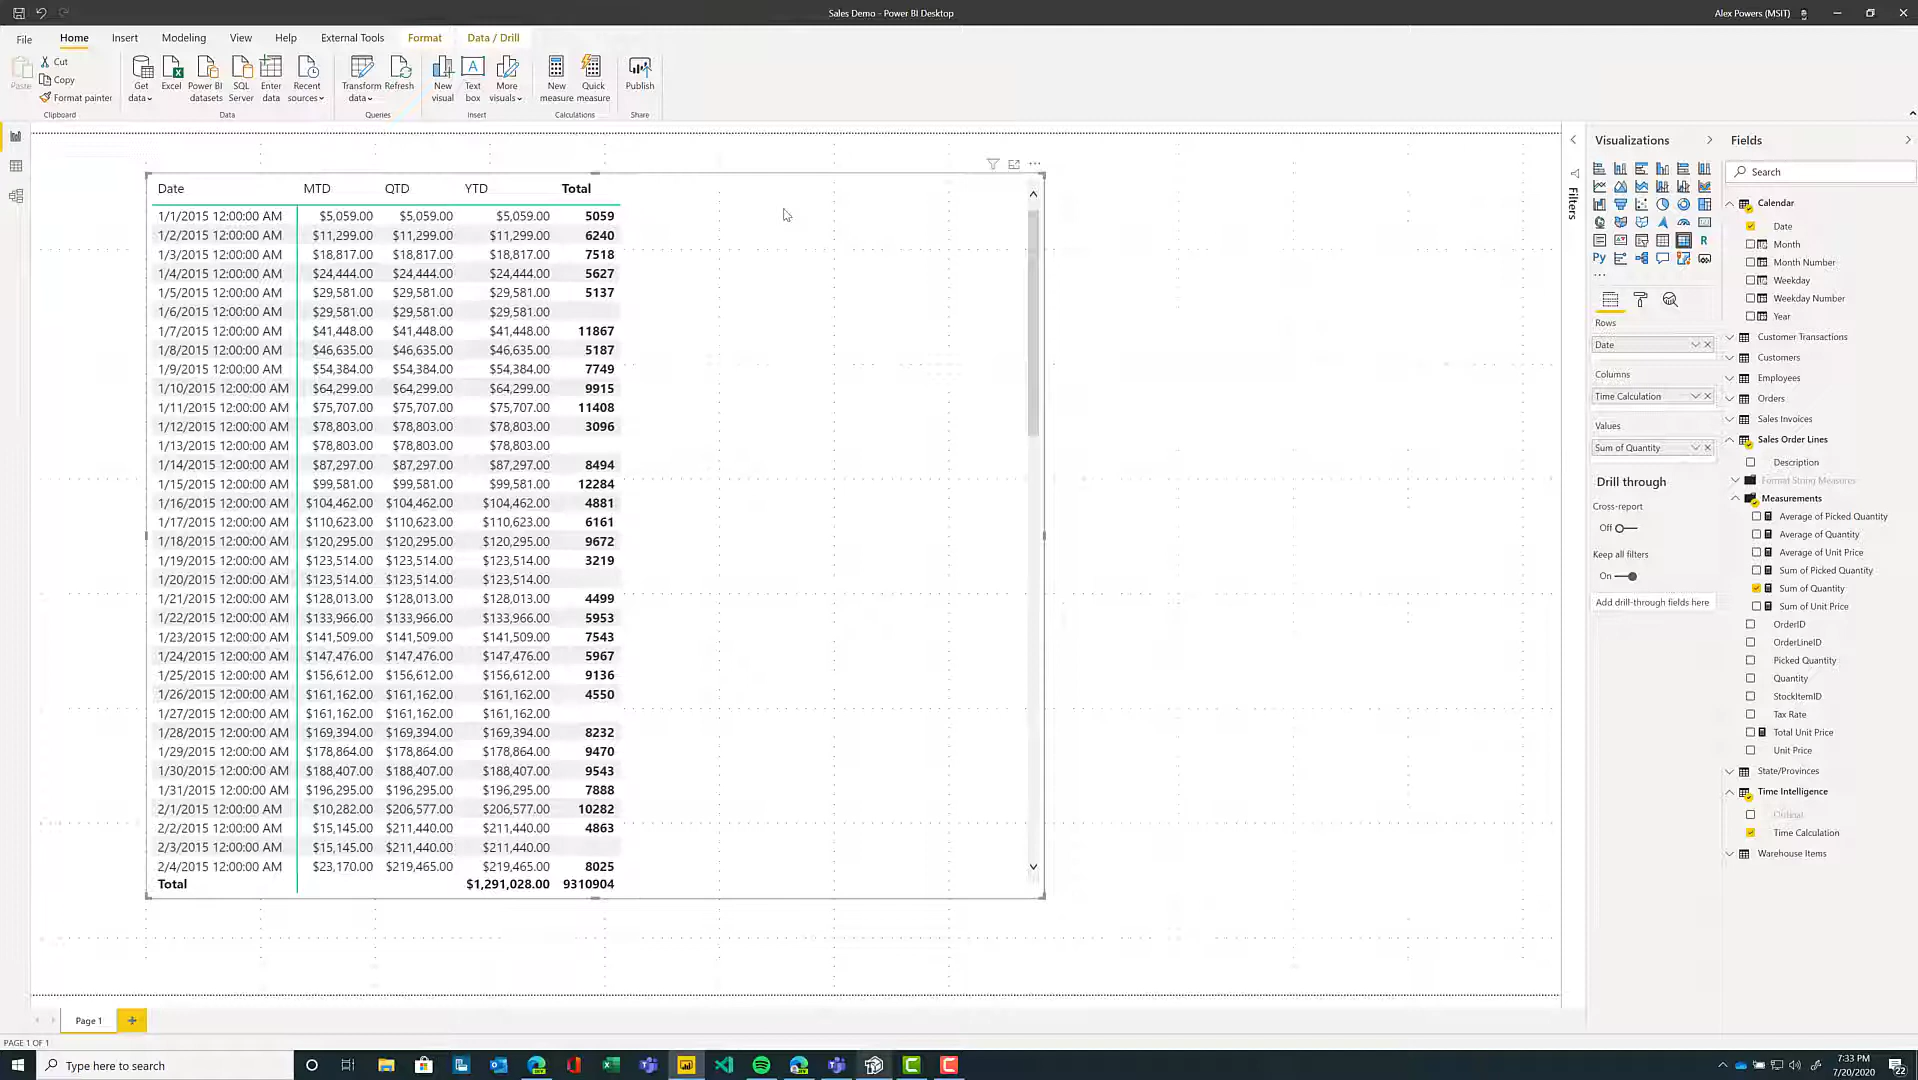 Sales Demo - Power BI Desktop
Alex Powers (MSIT)
File Home Insert Modeling View Help External Tools Format Data / Drill
Paste
Cut
Copy
Format painter
Clipboard
Get data
Excel
Power BI datasets
SQL Server
Enter data
Recent sources
Data
Transform data
Refresh
Queries
New visual
Text box
More visuals
Insert
New measure
Quick measure
Calculations
Publish
Share
Date MTD QTD YTD Total
1/1/2015 12:00:00 AM $5,059.00 $5,059.00 $5,059.00 5059
1/2/2015 12:00:00 AM $11,299.00 $11,299.00 $11,299.00 6240
1/3/2015 12:00:00 AM $18,817.00 $18,817.00 $18,817.00 7518
1/4/2015 12:00:00 AM $24,444.00 $24,444.00 $24,444.00 5627
1/5/2015 12:00:00 AM $29,581.00 $29,581.00 $29,581.00 5137
1/6/2015 12:00:00 AM $29,581.00 $29,581.00 $29,581.00
1/7/2015 12:00:00 AM $41,448.00 $41,448.00 $41,448.00 11867
1/8/2015 12:00:00 AM $46,635.00 $46,635.00 $46,635.00 5187
1/9/2015 12:00:00 AM $54,384.00 $54,384.00 $54,384.00 7749
1/10/2015 12:00:00 AM $64,299.00 $64,299.00 $64,299.00 9915
1/11/2015 12:00:00 AM $75,707.00 $75,707.00 $75,707.00 11408
1/12/2015 12:00:00 AM $78,803.00 $78,803.00 $78,803.00 3096
1/13/2015 12:00:00 AM $78,803.00 $78,803.00 $78,803.00
1/14/2015 12:00:00 AM $87,297.00 $87,297.00 $87,297.00 8494
1/15/2015 12:00:00 AM $99,581.00 $99,581.00 $99,581.00 12284
1/16/2015 12:00:00 AM $104,462.00 $104,462.00 $104,462.00 4881
1/17/2015 12:00:00 AM $110,623.00 $110,623.00 $110,623.00 6161
1/18/2015 12:00:00 AM $120,295.00 $120,295.00 $120,295.00 9672
1/19/2015 12:00:00 AM $123,514.00 $123,514.00 $123,514.00 3219
1/20/2015 12:00:00 AM $123,514.00 $123,514.00 $123,514.00
1/21/2015 12:00:00 AM $128,013.00 $128,013.00 $128,013.00 4499
1/22/2015 12:00:00 AM $133,966.00 $133,966.00 $133,966.00 5953
1/23/2015 12:00:00 AM $141,509.00 $141,509.00 $141,509.00 7543
1/24/2015 12:00:00 AM $147,476.00 $147,476.00 $147,476.00 5967
1/25/2015 12:00:00 AM $156,612.00 $156,612.00 $156,612.00 9136
1/26/2015 12:00:00 AM $161,162.00 $161,162.00 $161,162.00 4550
1/27/2015 12:00:00 AM $161,162.00 $161,162.00 $161,162.00
1/28/2015 12:00:00 AM $169,394.00 $169,394.00 $169,394.00 8232
1/29/2015 12:00:00 AM $178,864.00 $178,864.00 $178,864.00 9470
1/30/2015 12:00:00 AM $188,407.00 $188,407.00 $188,407.00 9543
1/31/2015 12:00:00 AM $196,295.00 $196,295.00 $196,295.00 7888
2/1/2015 12:00:00 AM $10,282.00 $206,577.00 $206,577.00 10282
2/2/2015 12:00:00 AM $15,145.00 $211,440.00 $211,440.00 4863
2/3/2015 12:00:00 AM $15,145.00 $211,440.00 $211,440.00
2/4/2015 12:00:00 AM $23,170.00 $219,465.00 $219,465.00 8025
Total $1,291,028.00 9310904
Filters
Visualizations
R
Py
Rows
Date
Columns
Time Calculation
Values
Sum of Quantity
Drill through
Cross-report
Off
Keep all filters
On
Add drill-through fields here
Fields
Search
Calendar
Date
Month
Month Number
Weekday
Weekday Number
Year
Customer Transactions
Customers
Employees
Orders
Sales Invoices
Sales Order Lines
Description
Format String Measures
Measurements
Average of Picked Quantity
Average of Quantity
Average of Unit Price
Sum of Picked Quantity
Sum of Quantity
Sum of Unit Price
OrderID
OrderLineID
Picked Quantity
Quantity
StockItemID
Tax Rate
Total Unit Price
Unit Price
State/Provinces
Time Intelligence
Ordinal
Time Calculation
Warehouse Items
Page 1
PAGE 1 OF 1
Type here to search
7:33 PM
7/20/2020
22